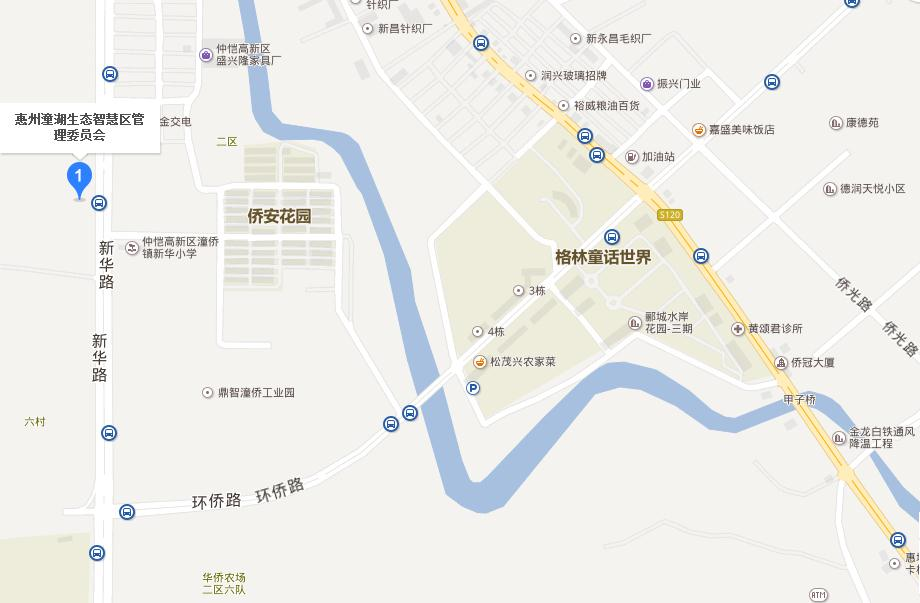 针织厂
新昌针织厂
新永昌毛织厂
仲恺高新区
盛兴隆家具厂
润兴玻璃招牌
振兴门业
裕威粮油百货
惠州潼湖生态智慧区管
理委员会
金交电
嘉盛美味饭店
康德苑
二区
加油站
1
德润天悦小区
侨安花园
S120
新华路
仲恺高新区潼侨
镇新华小学
格林童话世界
3栋
侨光路
侨光路
郦城水岸
花园-三期
黄颂君诊所
4栋
新华路
松茂兴农家菜
侨冠大厦
P
鼎智潼侨工业园
甲子桥
六村
金龙白铁通风
降温工程
环侨路
环侨路
华侨农场
二区六队
ATM